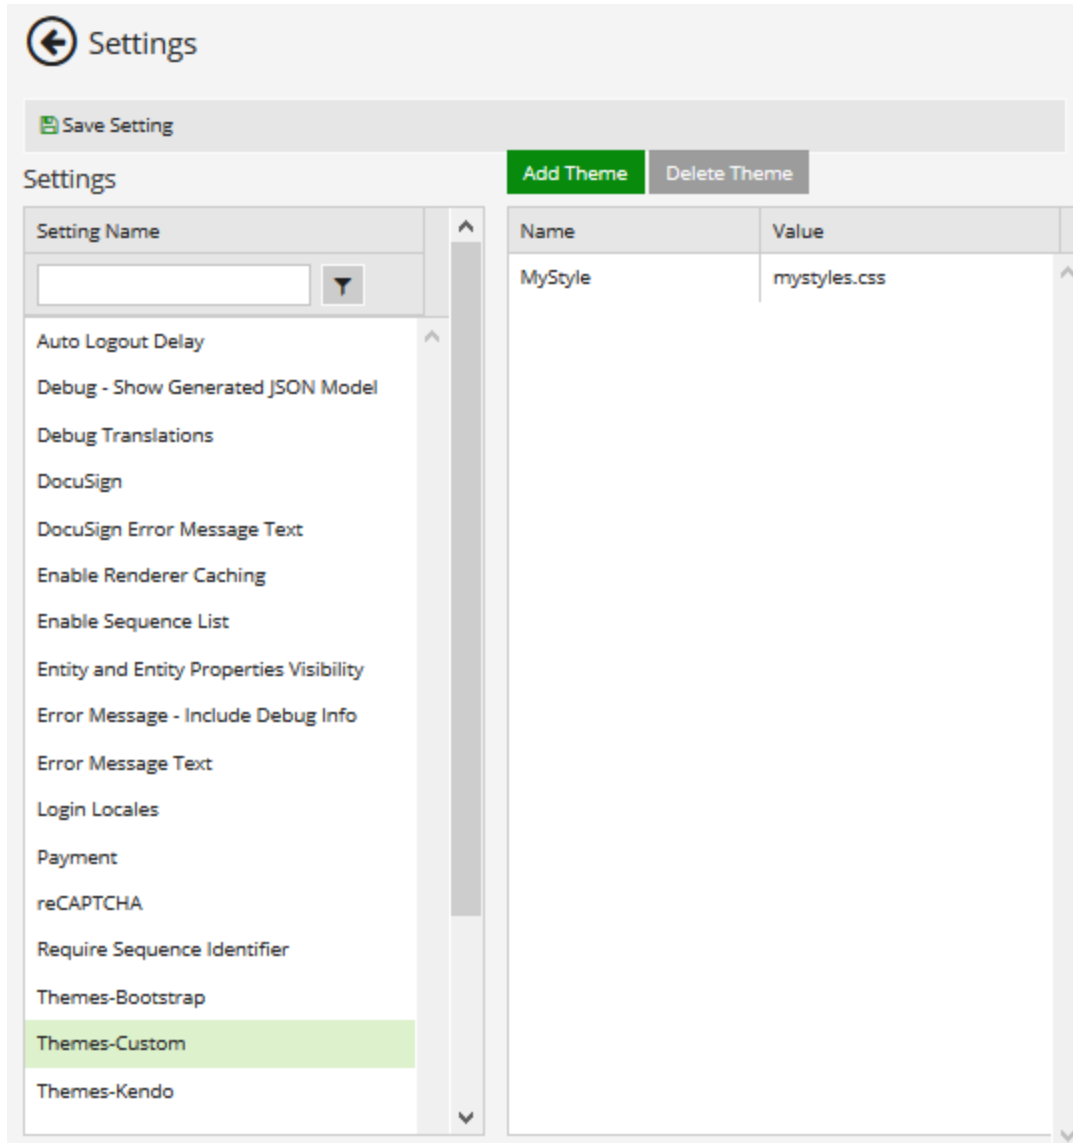 Settings
Save Setting
Settings
Add Theme
Delete Theme
Setting Name
Name
Value
MyStyle
mystyles.css
Auto Logout Delay
Debug - Show Generated JSON Model
Debug Translations
DocuSign
DocuSign Error Message Text
Enable Renderer Caching
Enable Sequence List
Entity and Entity Properties Visibility
Error Message - Include Debug Info
Error Message Text
Login Locales
Payment
reCAPTCHA
Require Sequence Identifier
Themes-Bootstrap
Themes-Custom
Themes-Kendo